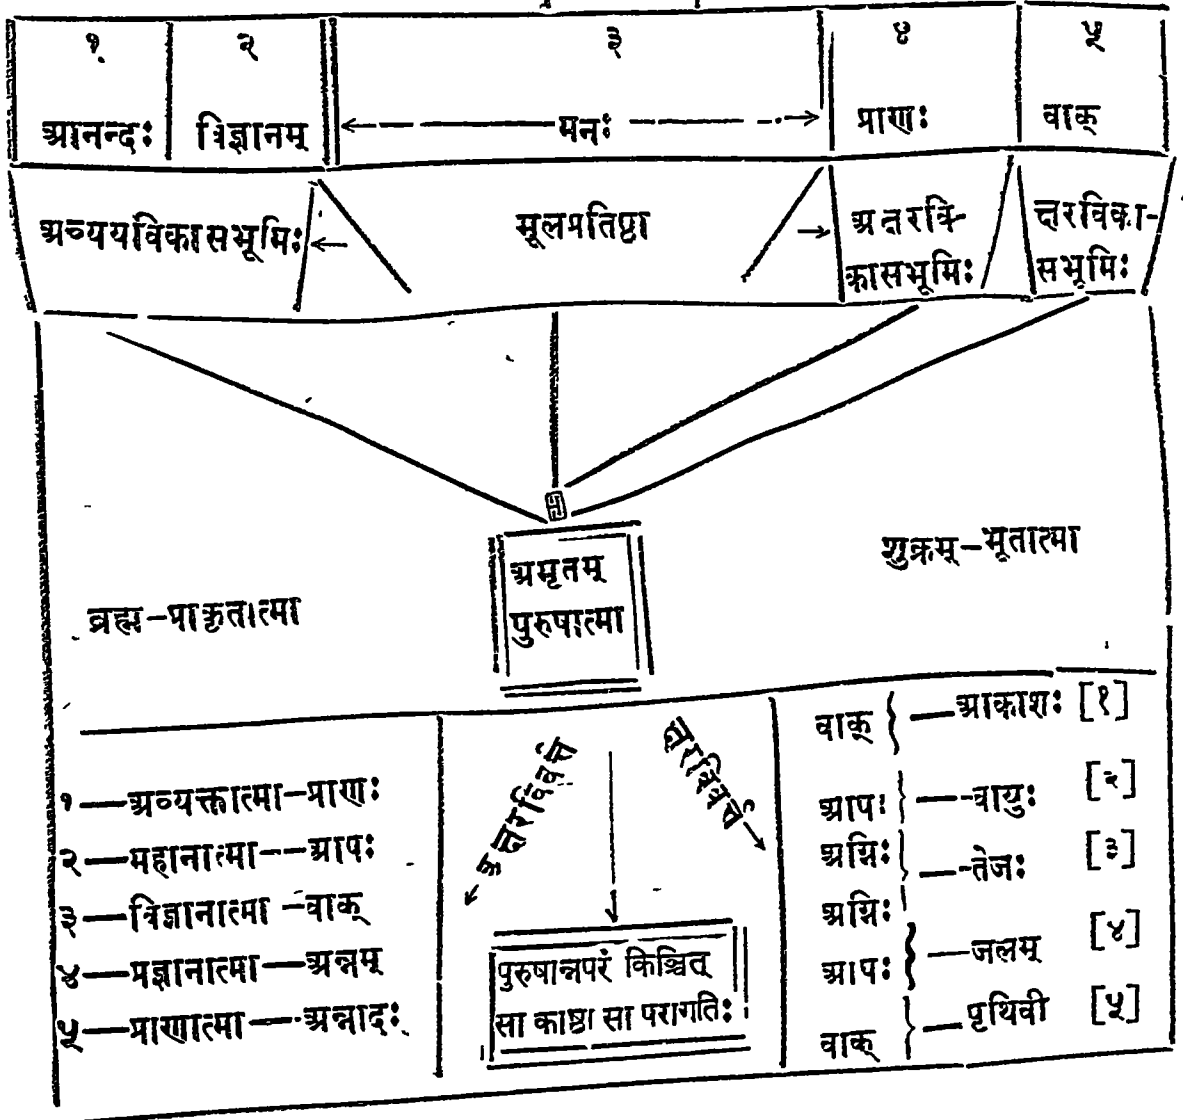 १ २ ३ ४ ५
आनन्दः विज्ञानम् ←— मनः —→ प्राणः वाक्
अव्ययविकासभूमिः ← मूलप्रतिष्ठा → अक्षरवि- क्षरविका-
कासभूमिः सभूमिः
शुक्रम्-भूतात्मा
अमृतम्
ब्रह्म-प्राकृतात्मा पुरुषात्मा
१—अव्यक्तात्मा-प्राणः
२—महानात्मा--आपः
३—विज्ञानात्मा-वाक्
४—प्रज्ञानात्मा—अन्नम्
५—प्राणात्मा—अन्नादः
←अक्षरविवर्त्त
क्षरविवर्त्त→
पुरुषान्नपरं किञ्चित्
सा काष्ठा सा परागतिः
वाक् } —आकाशः [१]
आपः } —वायुः [२]
अग्निः } —तेजः [३]
अग्निः
आपः } —जलम् [४]
वाक् } —पृथिवी [५]